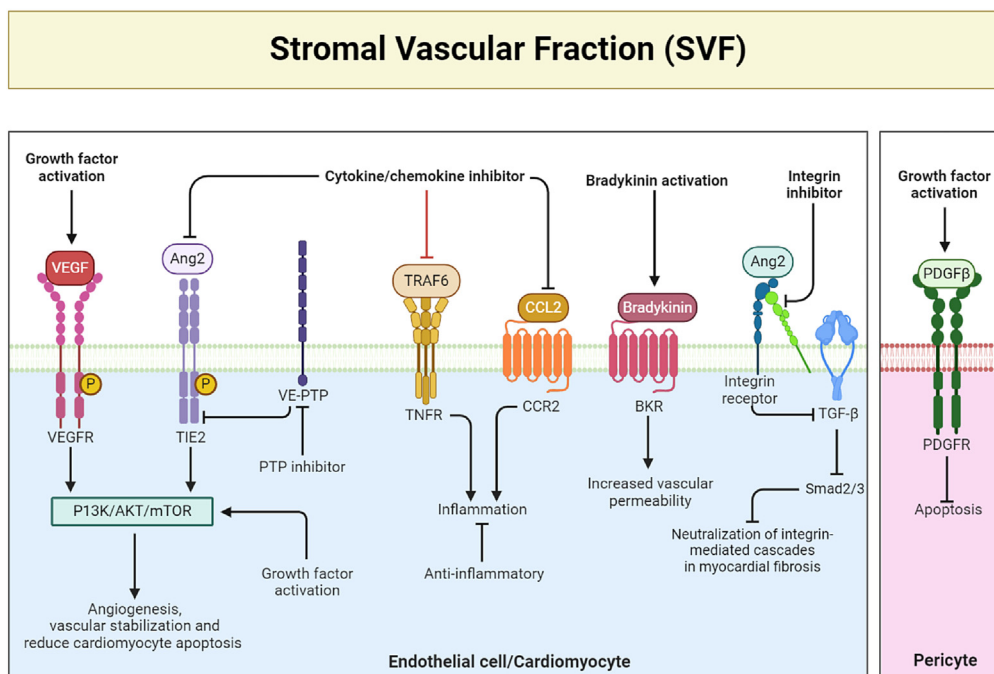 Stromal Vascular Fraction (SVF)
Growth factor
activation
Cytokine/chemokine inhibitor
Bradykinin activation
Integrin
inhibitor
Growth factor
activation
VEGF
Ang2
TRAF6
CCL2
Bradykinin
Ang2
PDGFβ
P
P
VE-PTP
TNFR
CCR2
BKR
Integrin
receptor
TGF-β
VEGFR
TIE2
PDGFR
PTP inhibitor
Increased vascular
permeability
Smad2/3
P13K/AKT/mTOR
Inflammation
Apoptosis
Neutralization of integrin-
mediated cascades
in myocardial fibrosis
Growth factor
activation
Anti-inflammatory
Angiogenesis,
vascular stabilization and
reduce cardiomyocyte apoptosis
Endothelial cell/Cardiomyocyte
Pericyte